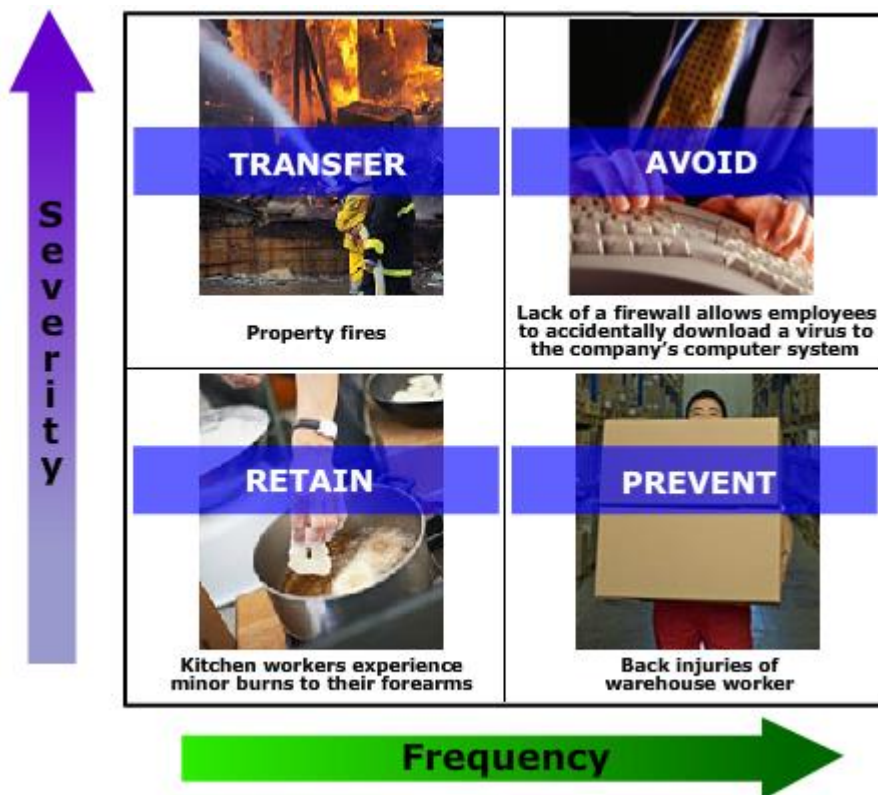 Severity
TRANSFER
Property fires
AVOID
Lack of a firewall allows employees
to accidentally download a virus to
the company’s computer system
RETAIN
Kitchen workers experience
minor burns to their forearms
PREVENT
Back injuries of
warehouse worker
Frequency